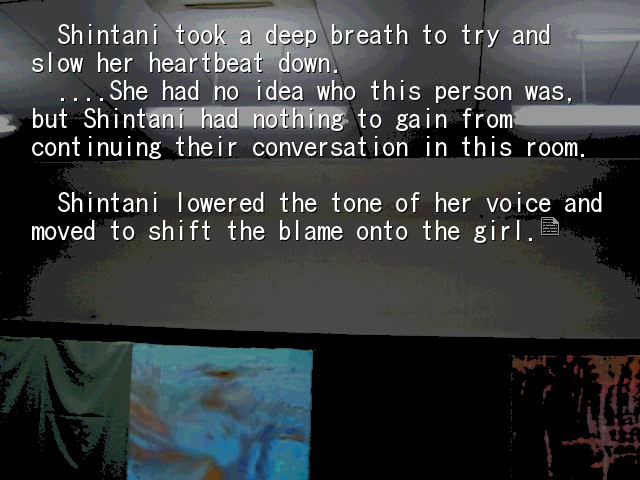 Shintani took a deep breath to try and
slow her heartbeat down.
....She had no idea who this person was,
but Shintani had nothing to gain from
continuing their conversation in this room.
Shintani lowered the tone of her voice and
moved to shift the blame onto the girl.